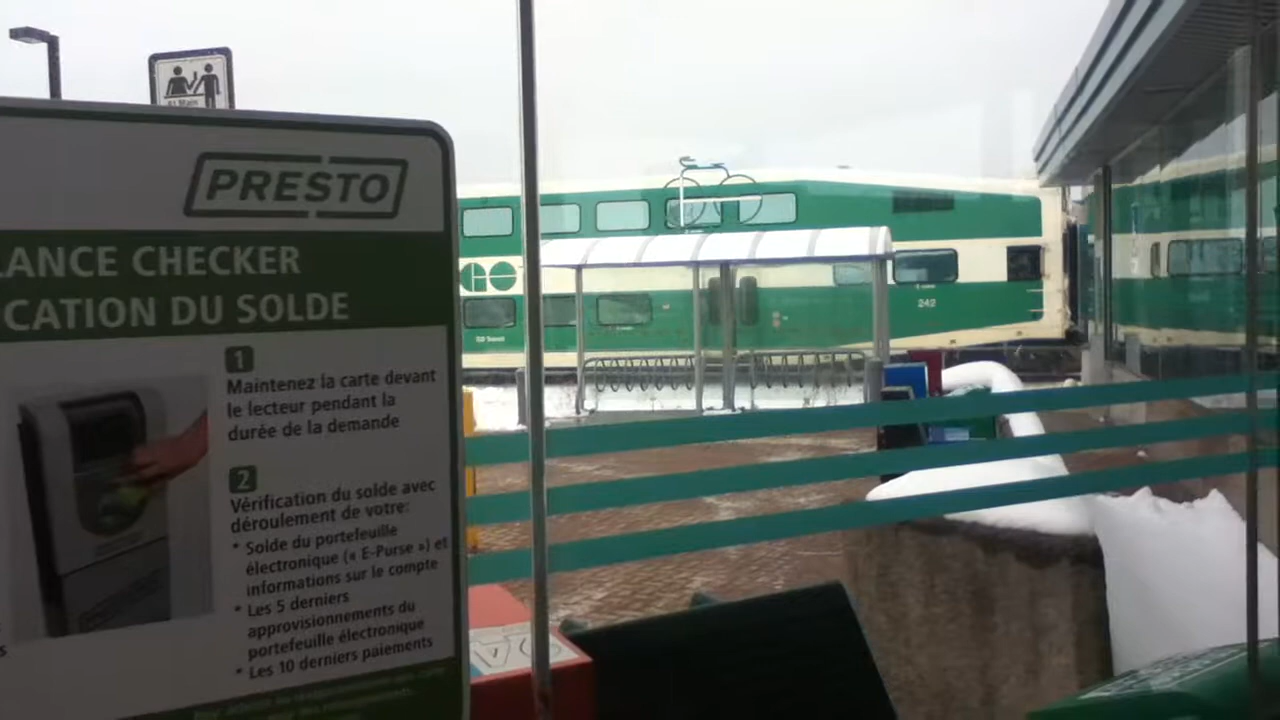 PRESTO
LANCE CHECKER
CATION DU SOLDE
1
Maintenez la carte devant
le lecteur pendant la
durée de la demande
2
Vérification du solde avec
déroulement de votre:
* Solde du portefeuille
électronique (« E-Purse ») et
informations sur le compte
* Les 5 derniers
approvisionnements du
portefeuille électronique
* Les 10 derniers paiements
GO
GO Transit
242